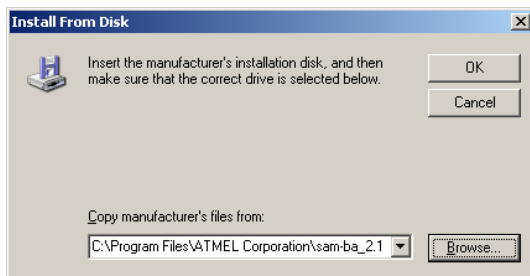 Install From Disk
Insert the manufacturer's installation disk, and then
make sure that the correct drive is selected below.
OK
Cancel
Copy manufacturer's files from:
C:\Program Files\ATMEL Corporation\sam-ba_2.1
Browse...